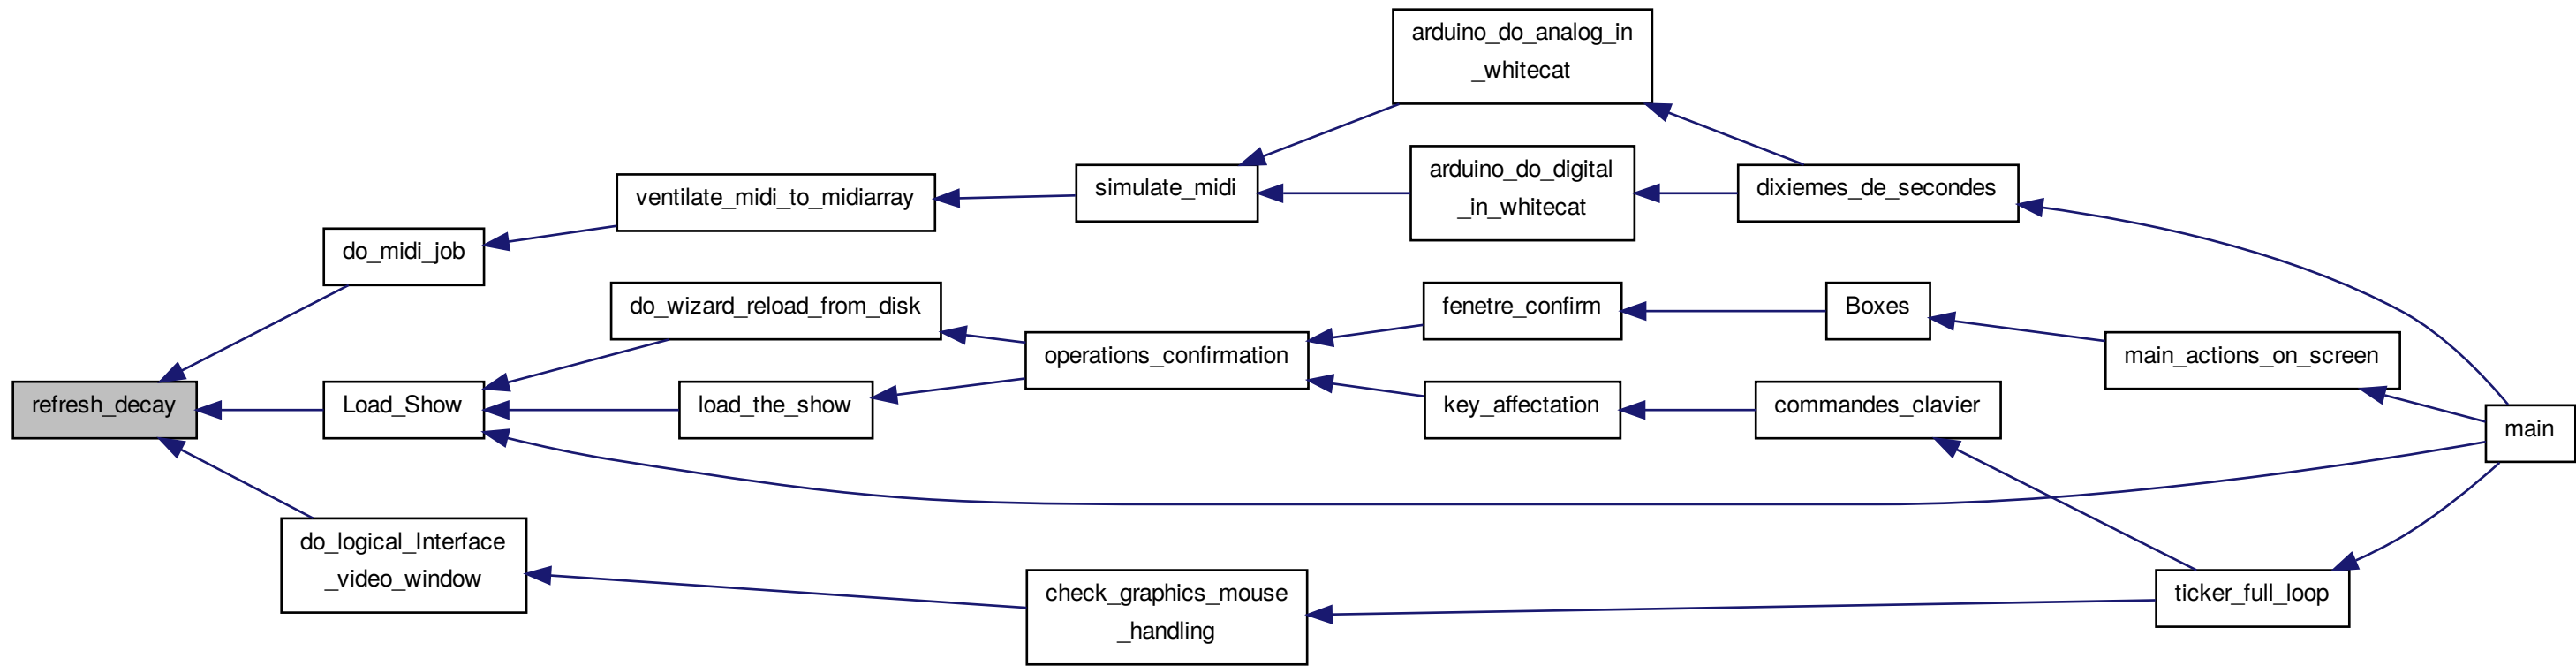 arduino_do_analog_in
_whitecat
arduino_do_digital
_in_whitecat
simulate_midi
dixiemes_de_secondes
ventilate_midi_to_midiarray
do_midi_job
do_wizard_reload_from_disk
fenetre_confirm
Boxes
operations_confirmation
main_actions_on_screen
refresh_decay
Load_Show
load_the_show
key_affectation
commandes_clavier
main
do_logical_Interface
_video_window
check_graphics_mouse
_handling
ticker_full_loop